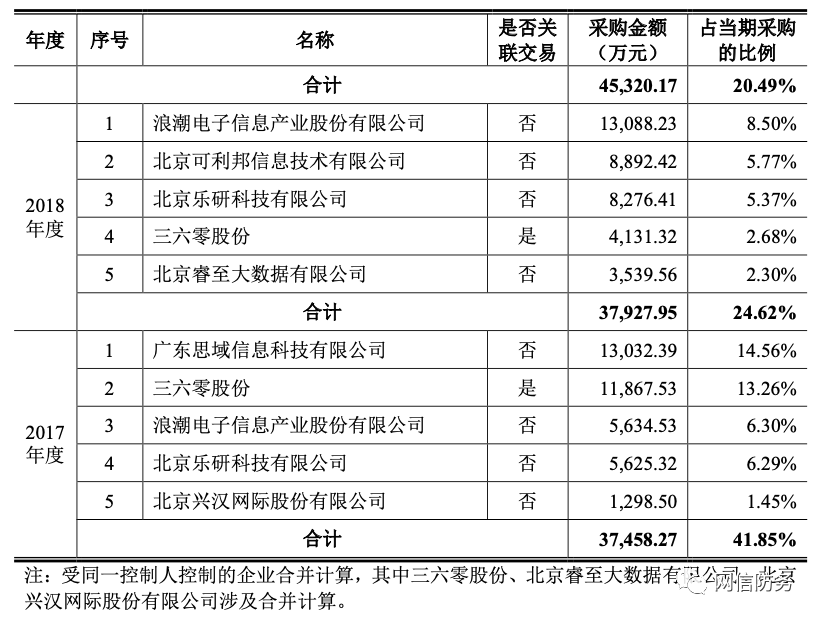 年度 序号 名称 是否关联交易 采购金额（万元） 占当期采购的比例
合计 45,320.17 20.49%
2018年度
1 浪潮电子信息产业股份有限公司 否 13,088.23 8.50%
2 北京可利邦信息技术有限公司 否 8,892.42 5.77%
3 北京乐研科技有限公司 否 8,276.41 5.37%
4 三六零股份 是 4,131.32 2.68%
5 北京睿至大数据有限公司 否 3,539.56 2.30%
合计 37,927.95 24.62%
2017年度
1 广东思域信息科技有限公司 否 13,032.39 14.56%
2 三六零股份 是 11,867.53 13.26%
3 浪潮电子信息产业股份有限公司 否 5,634.53 6.30%
4 北京乐研科技有限公司 否 5,625.32 6.29%
5 北京兴汉网际股份有限公司 否 1,298.50 1.45%
合计 37,458.27 41.85%
注：受同一控制人控制的企业合并计算，其中三六零股份、北京睿至大数据有限公司、北京
兴汉网际股份有限公司涉及合并计算。
网信防务